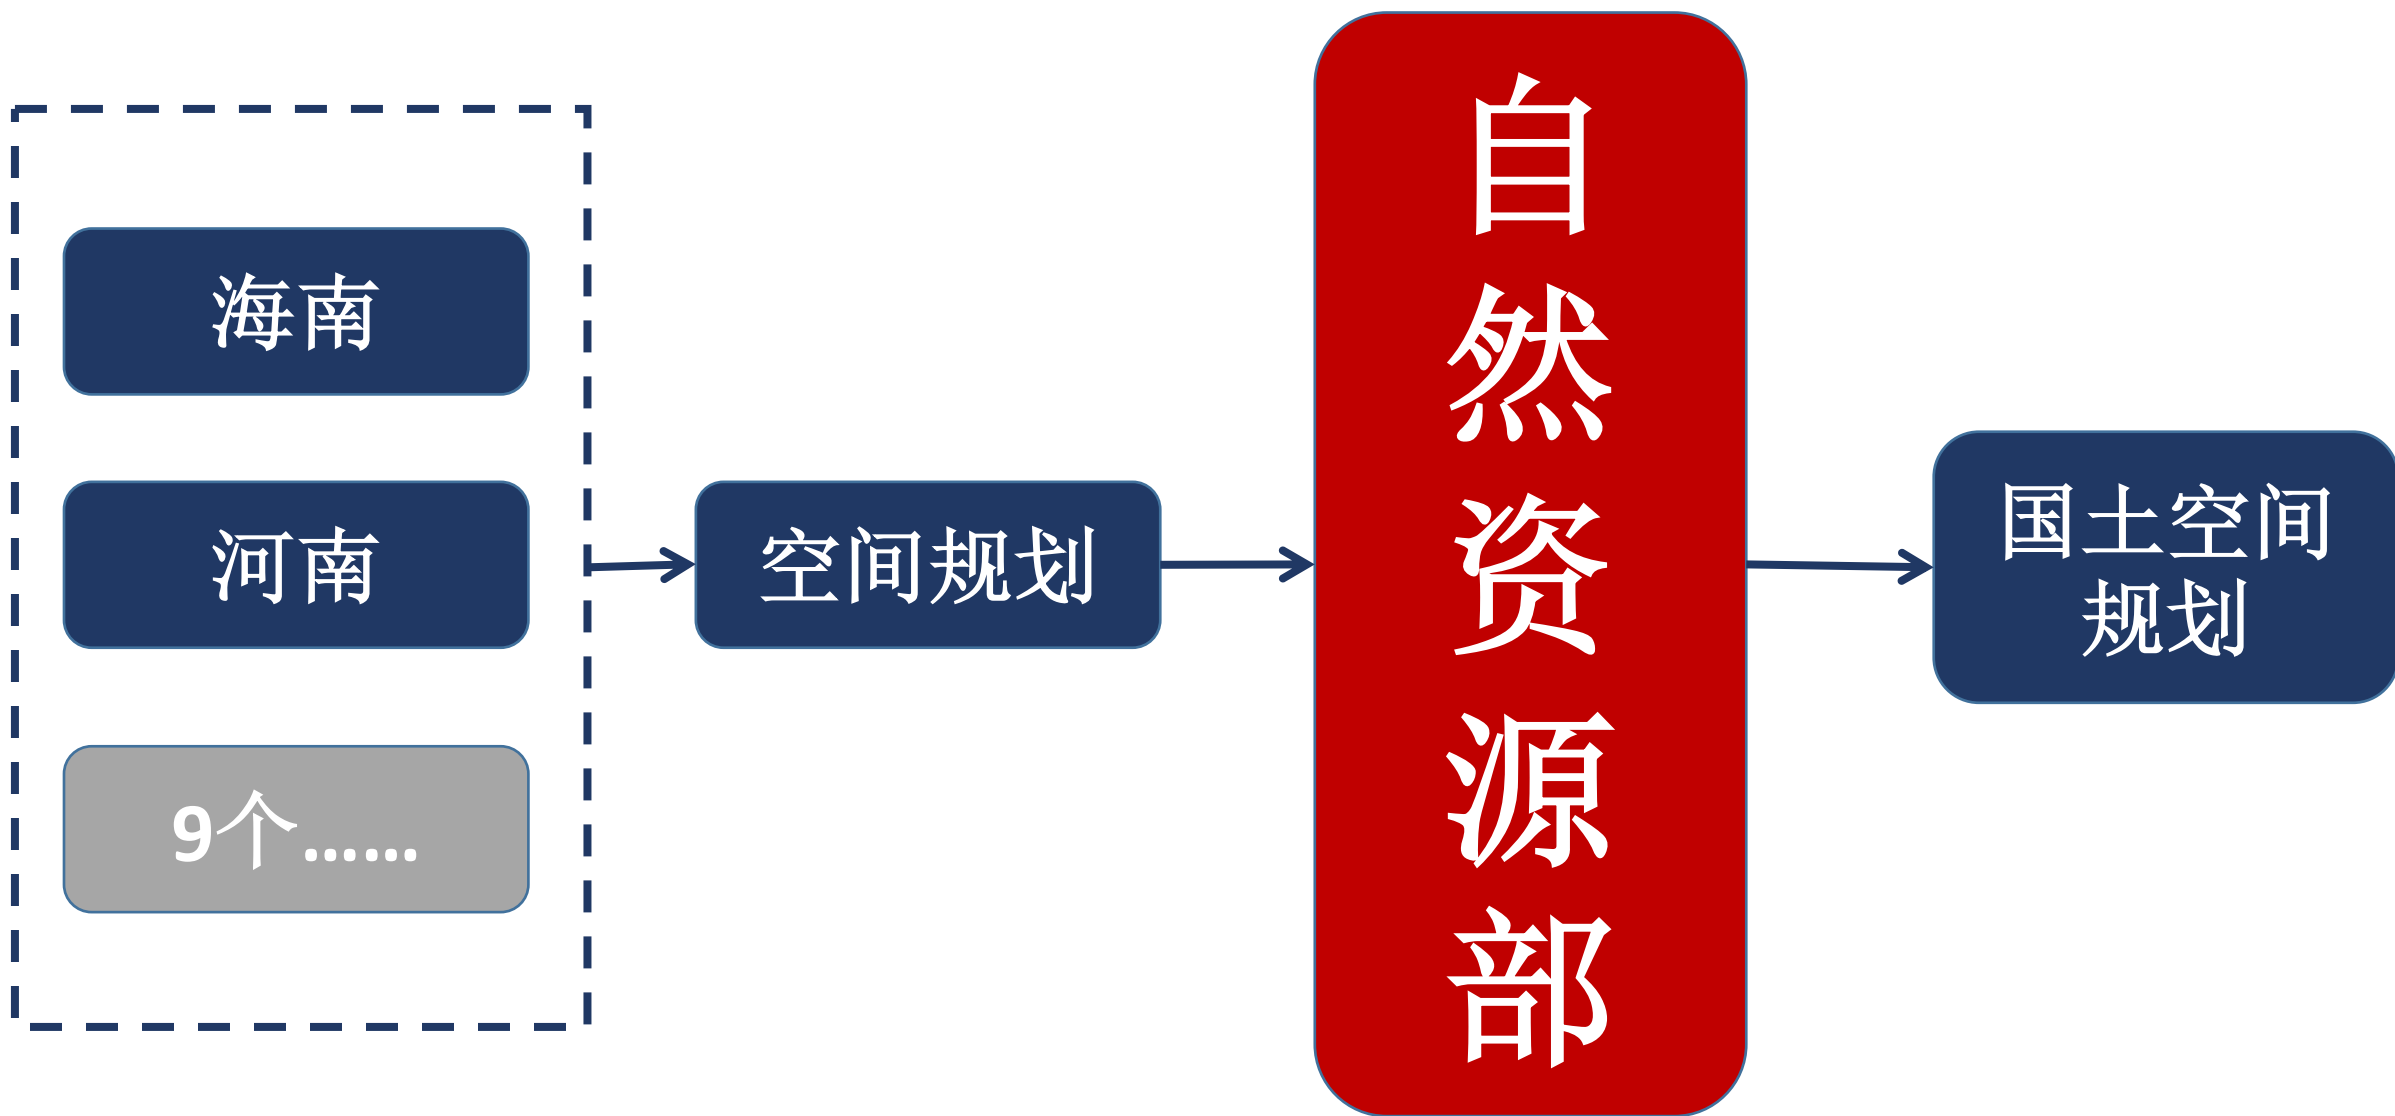 海南
河南
9个……
空间规划
自
然
资
源
部
国土空间
规划